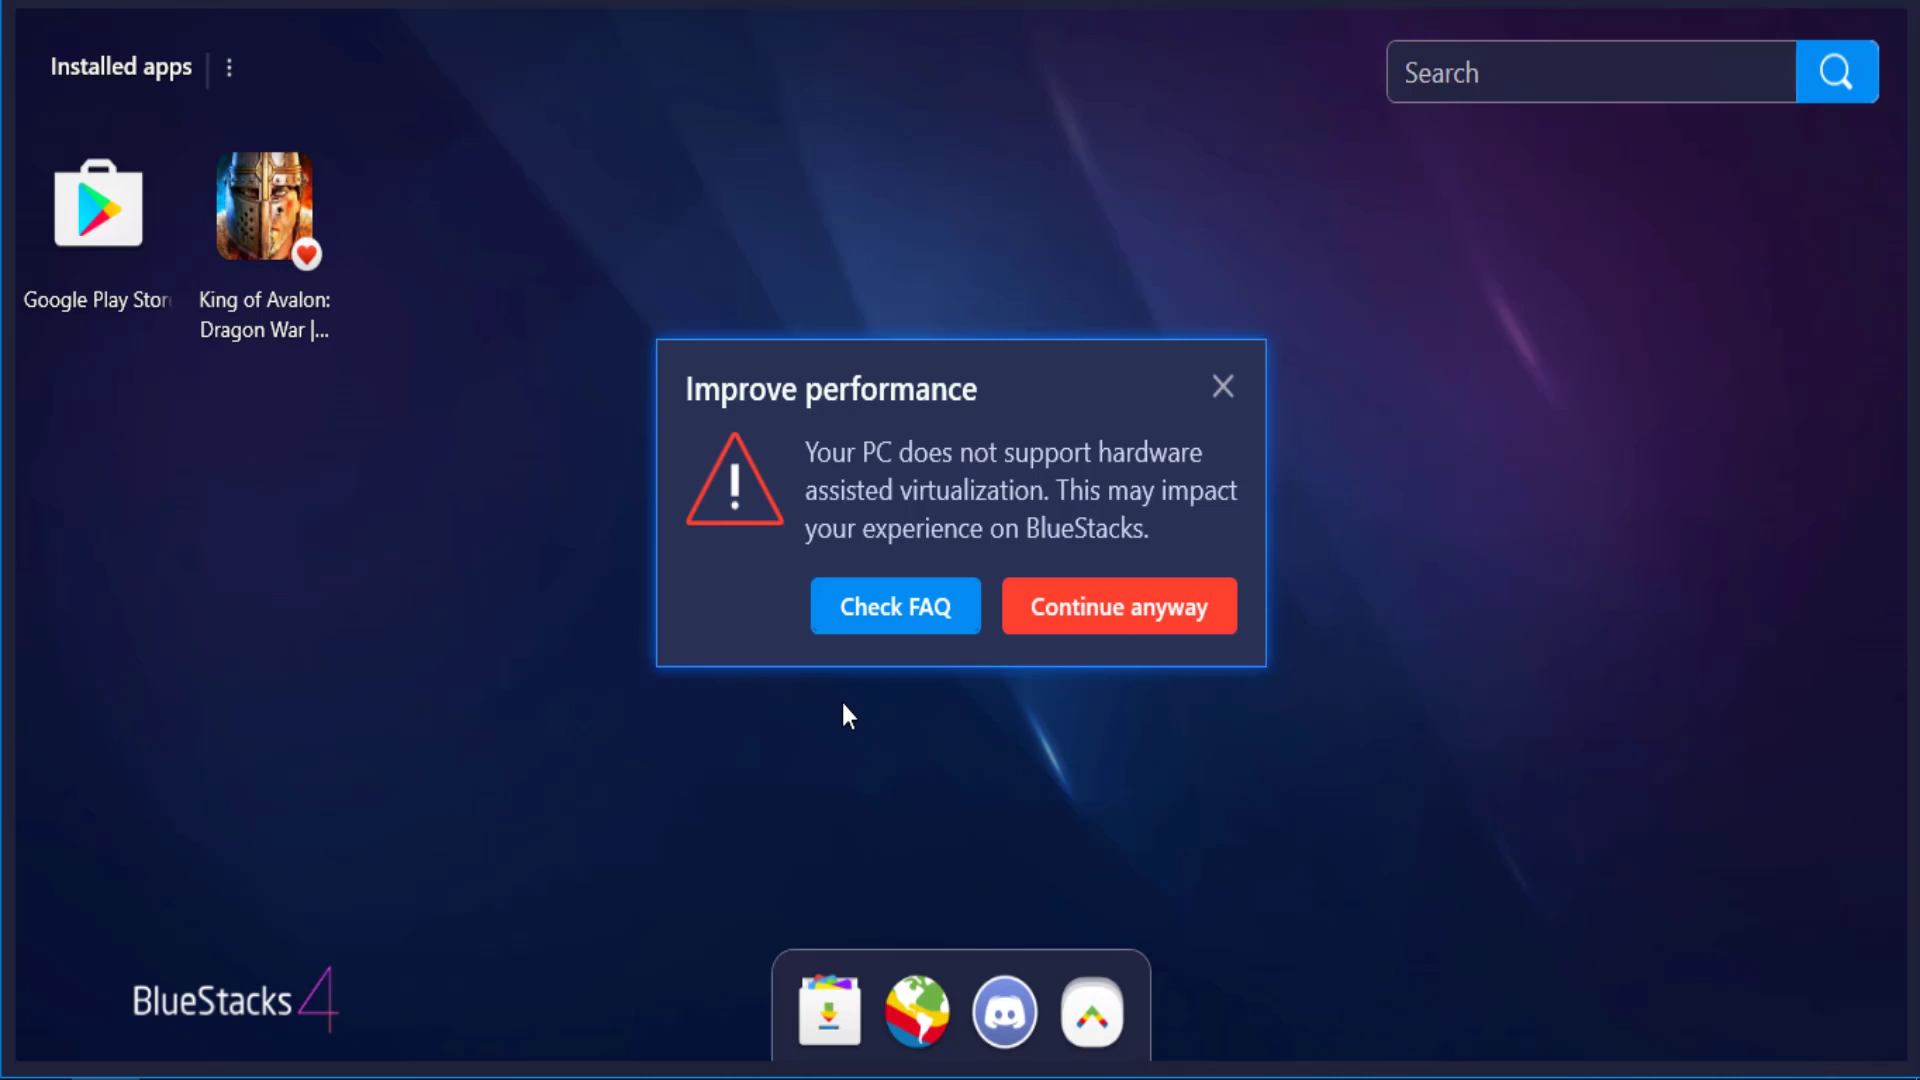 Installed apps
Search
Google Play Stor
King of Avalon:
Dragon War |...
Improve performance
Your PC does not support hardware
assisted virtualization. This may impact
your experience on BlueStacks.
Check FAQ
Continue anyway
BlueStacks 4